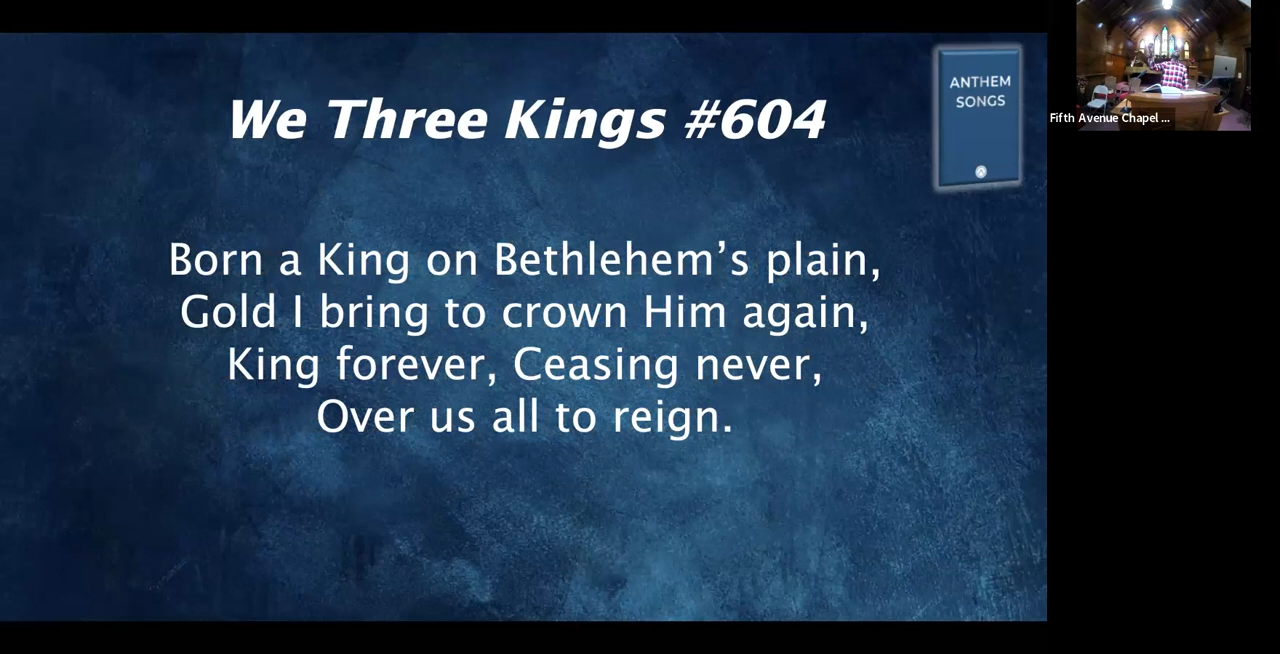 We Three Kings #604
ANTHEM
SONGS
Born a King on Bethlehem’s plain,
Gold I bring to crown Him again,
King forever, Ceasing never,
Over us all to reign.
Fifth Avenue Chapel ...